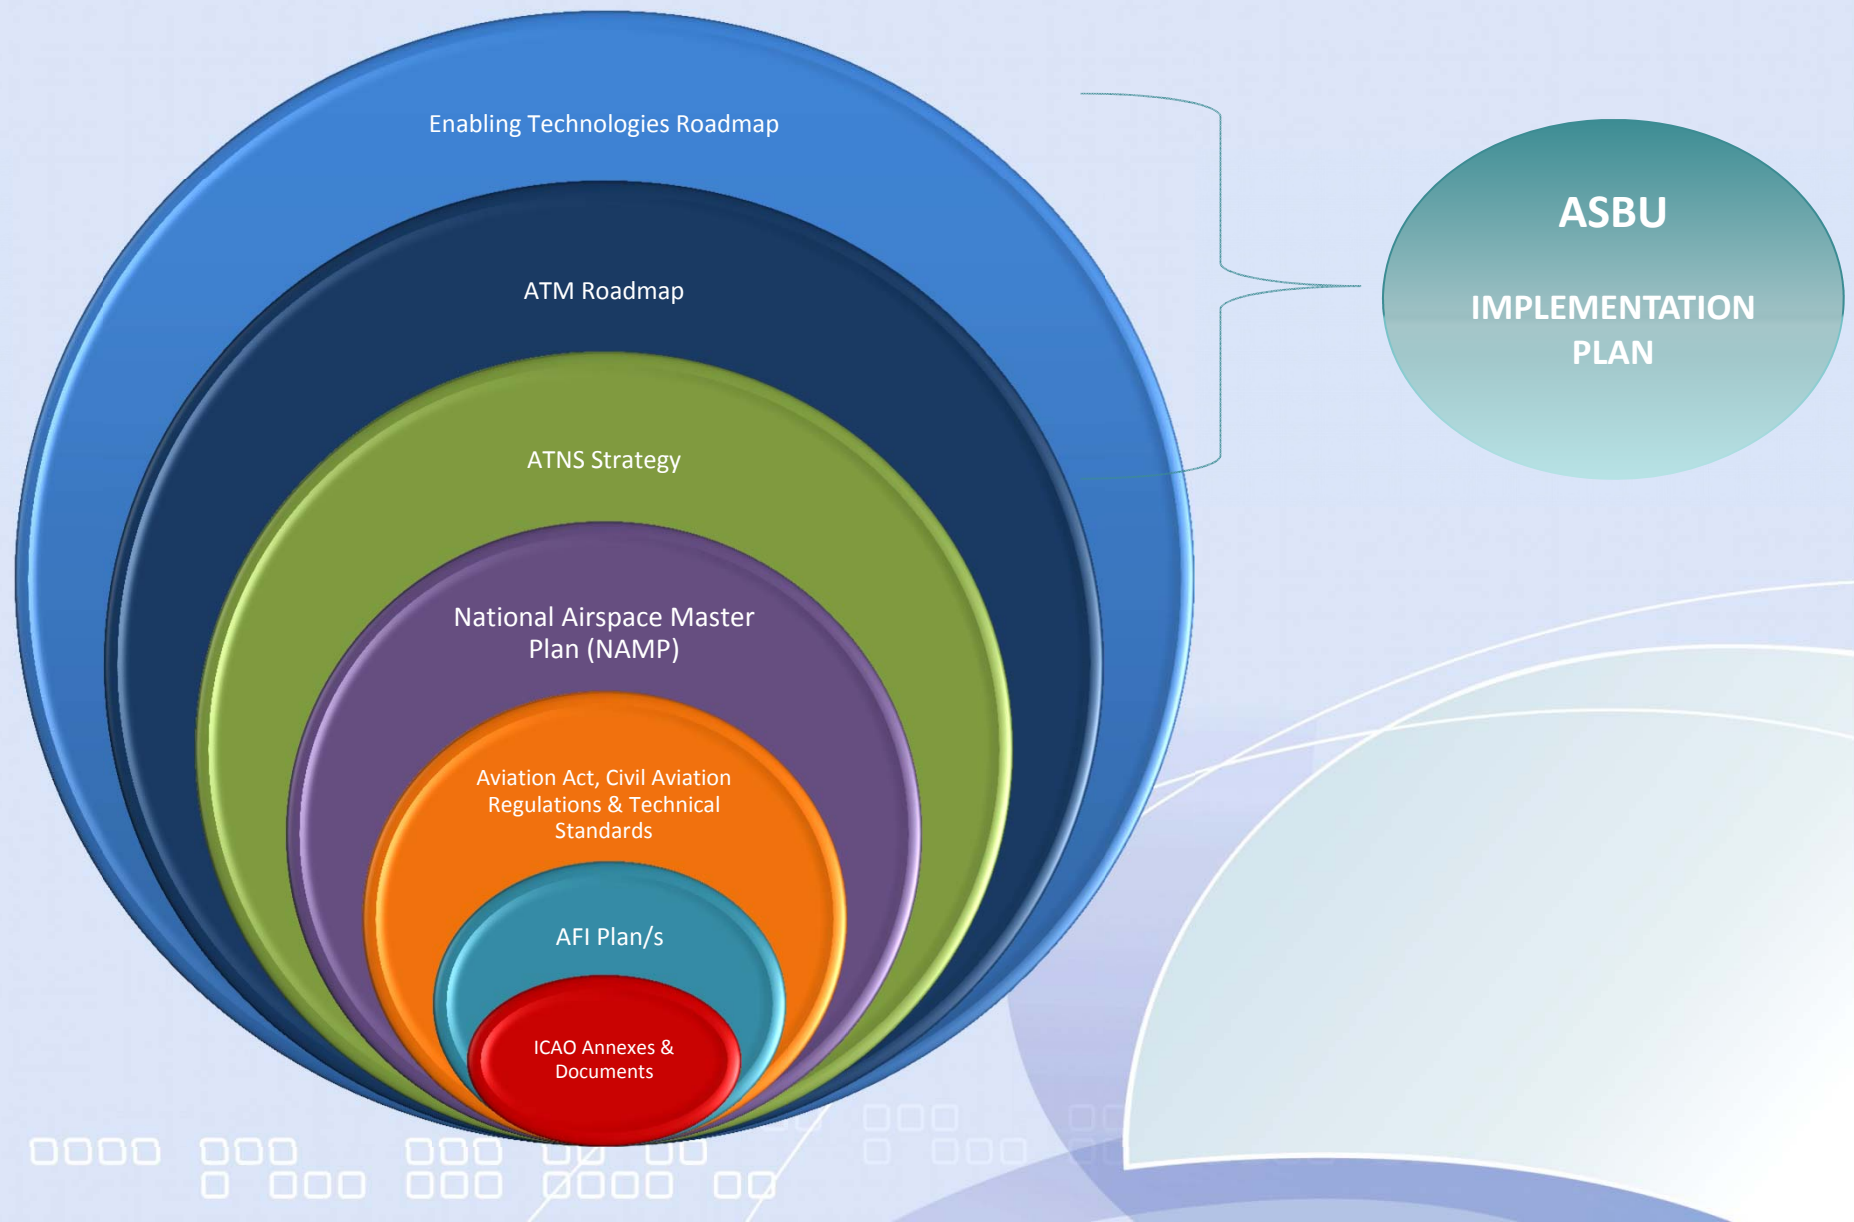 Enabling Technologies Roadmap
ATM Roadmap
ATNS Strategy
National Airspace Master
Plan (NAMP)
Aviation Act, Civil Aviation
Regulations & Technical
Standards
AFI Plan/s
ICAO Annexes &
Documents
ASBU
IMPLEMENTATION
PLAN